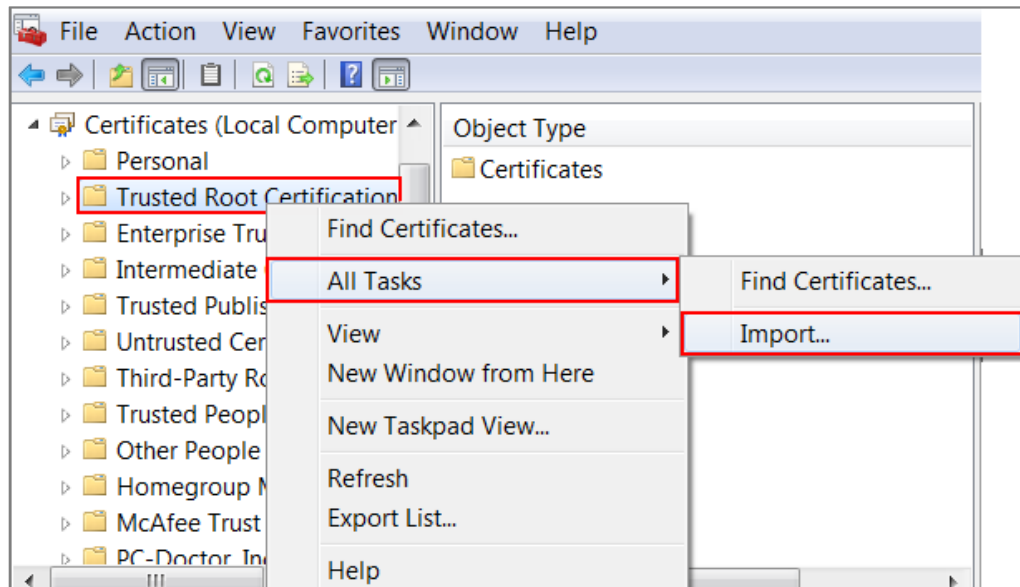 File Action View Favorites Window Help
Certificates (Local Computer
Object Type
Personal
Certificates
Trusted Root Certification
Find Certificates...
Enterprise Tru
Intermediate
All Tasks
Find Certificates...
Trusted Publis
View
Import...
Untrusted Cer
Third-Party Ro
New Window from Here
Trusted Peopl
New Taskpad View...
Other People
Refresh
Homegroup M
Export List...
McAfee Trust
PC-Doctor, Inc
Help